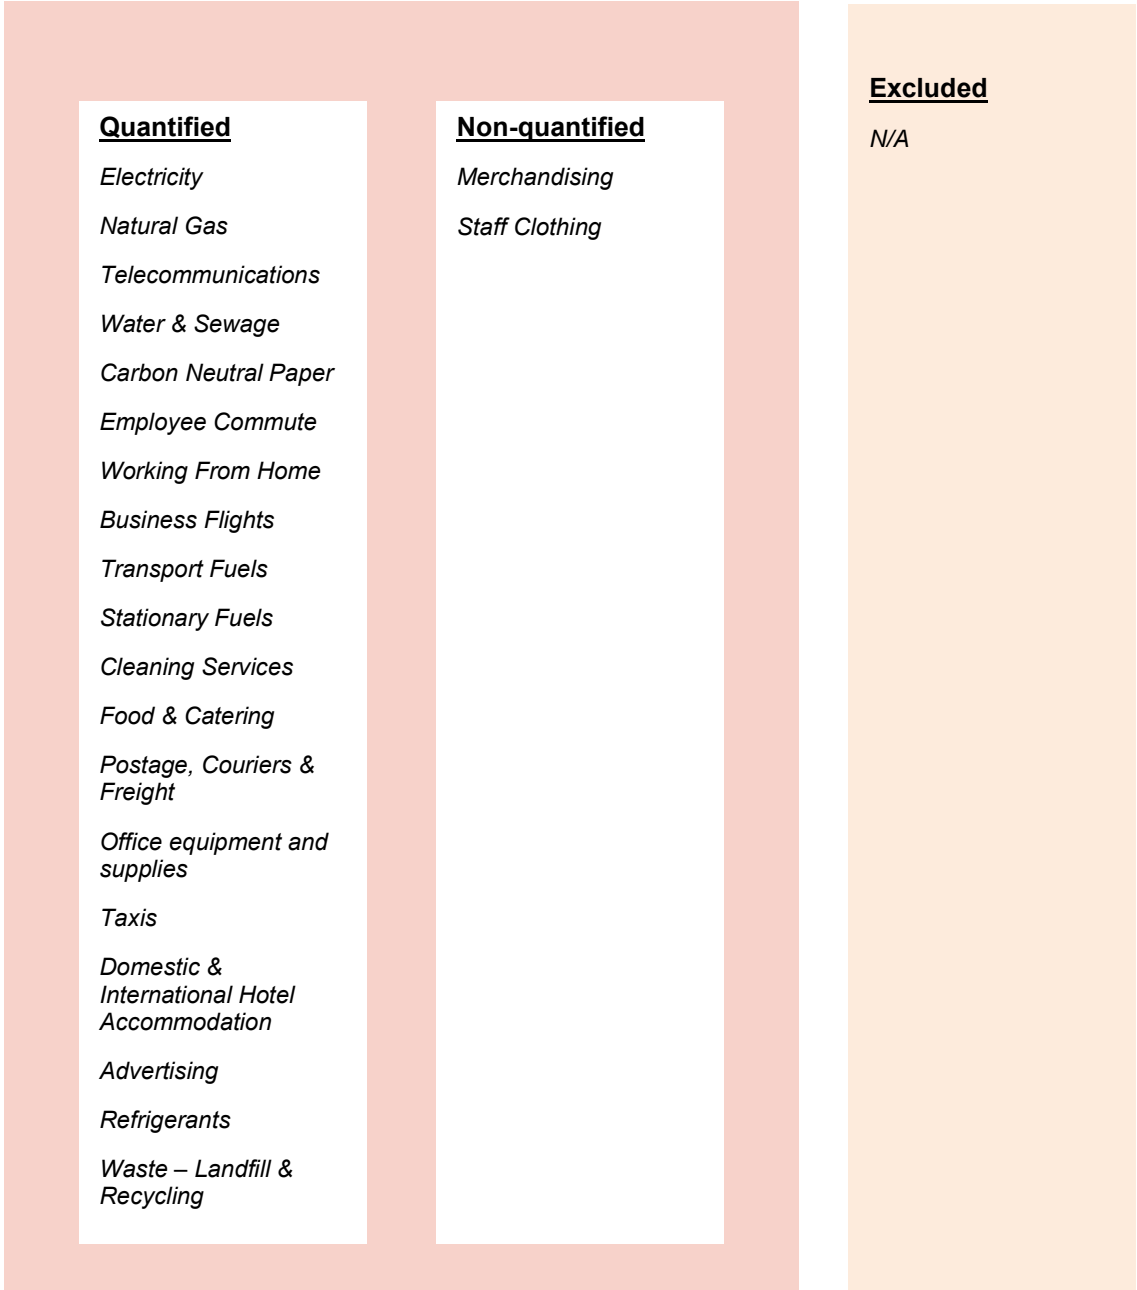 Quantified
Electricity
Natural Gas
Telecommunications
Water & Sewage
Carbon Neutral Paper
Employee Commute
Working From Home
Business Flights
Transport Fuels
Stationary Fuels
Cleaning Services
Food & Catering
Postage, Couriers &
Freight
Office equipment and
supplies
Taxis
Domestic &
International Hotel
Accommodation
Advertising
Refrigerants
Waste – Landfill &
Recycling
Non-quantified
Merchandising
Staff Clothing
Excluded
N/A